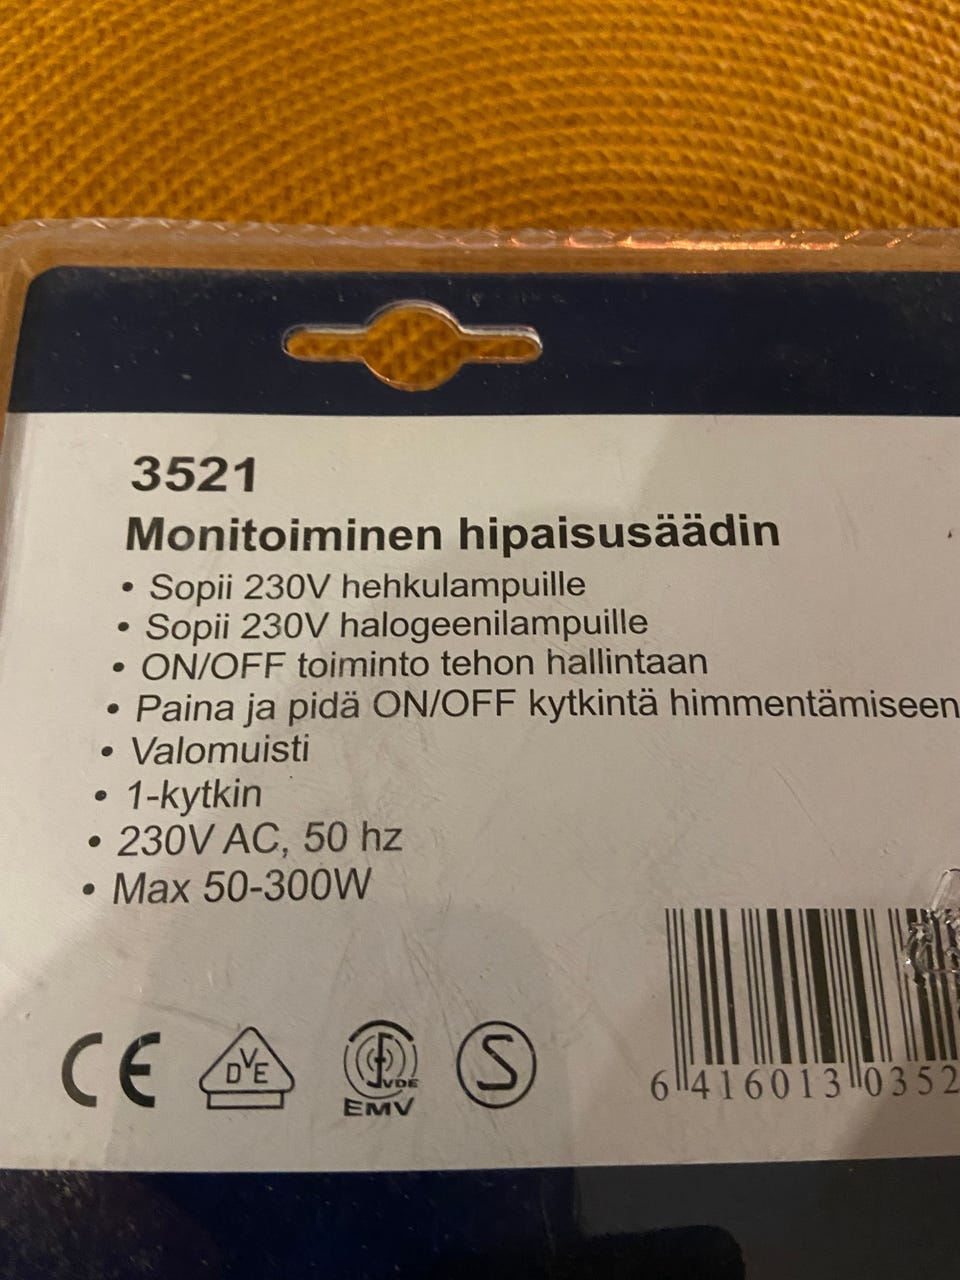 3521
Monitoiminen hipaisusäädin
• Sopii 230V hehkulampuille
• Sopii 230V halogeenilampuille
• ON/OFF toiminto tehon hallintaan
• Paina ja pidä ON/OFF kytkintä himmentämiseen
• Valomuisti
• 1-kytkin
• 230V AC, 50 hz
• Max 50-300W
CE DVE VDE S
EMV
6 416013 0352